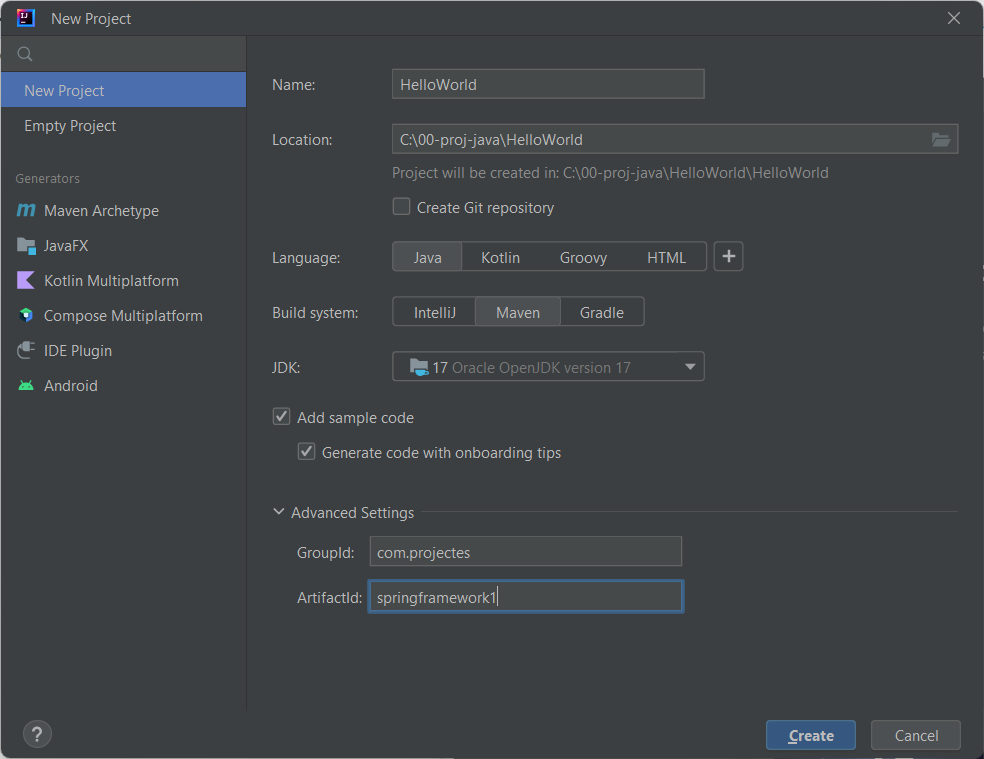 New Project
New Project
Empty Project
Generators
Maven Archetype
JavaFX
Kotlin Multiplatform
Compose Multiplatform
IDE Plugin
Android
Name: HelloWorld
Location: C:\00-proj-java\HelloWorld
Project will be created in: C:\00-proj-java\HelloWorld\HelloWorld
Create Git repository
Language: Java Kotlin Groovy HTML +
Build system: IntelliJ Maven Gradle
JDK: 17 Oracle OpenJDK version 17
Add sample code
Generate code with onboarding tips
Advanced Settings
GroupId: com.projectes
ArtifactId: springframework1
? Create Cancel